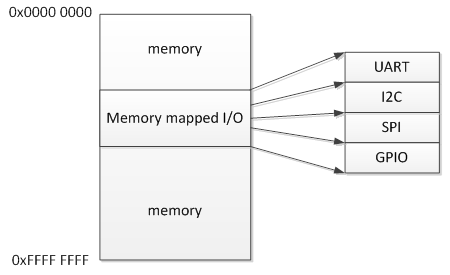 0x0000 0000
memory
UART
I2C
Memory mapped I/O
SPI
GPIO
memory
0xFFFF FFFF